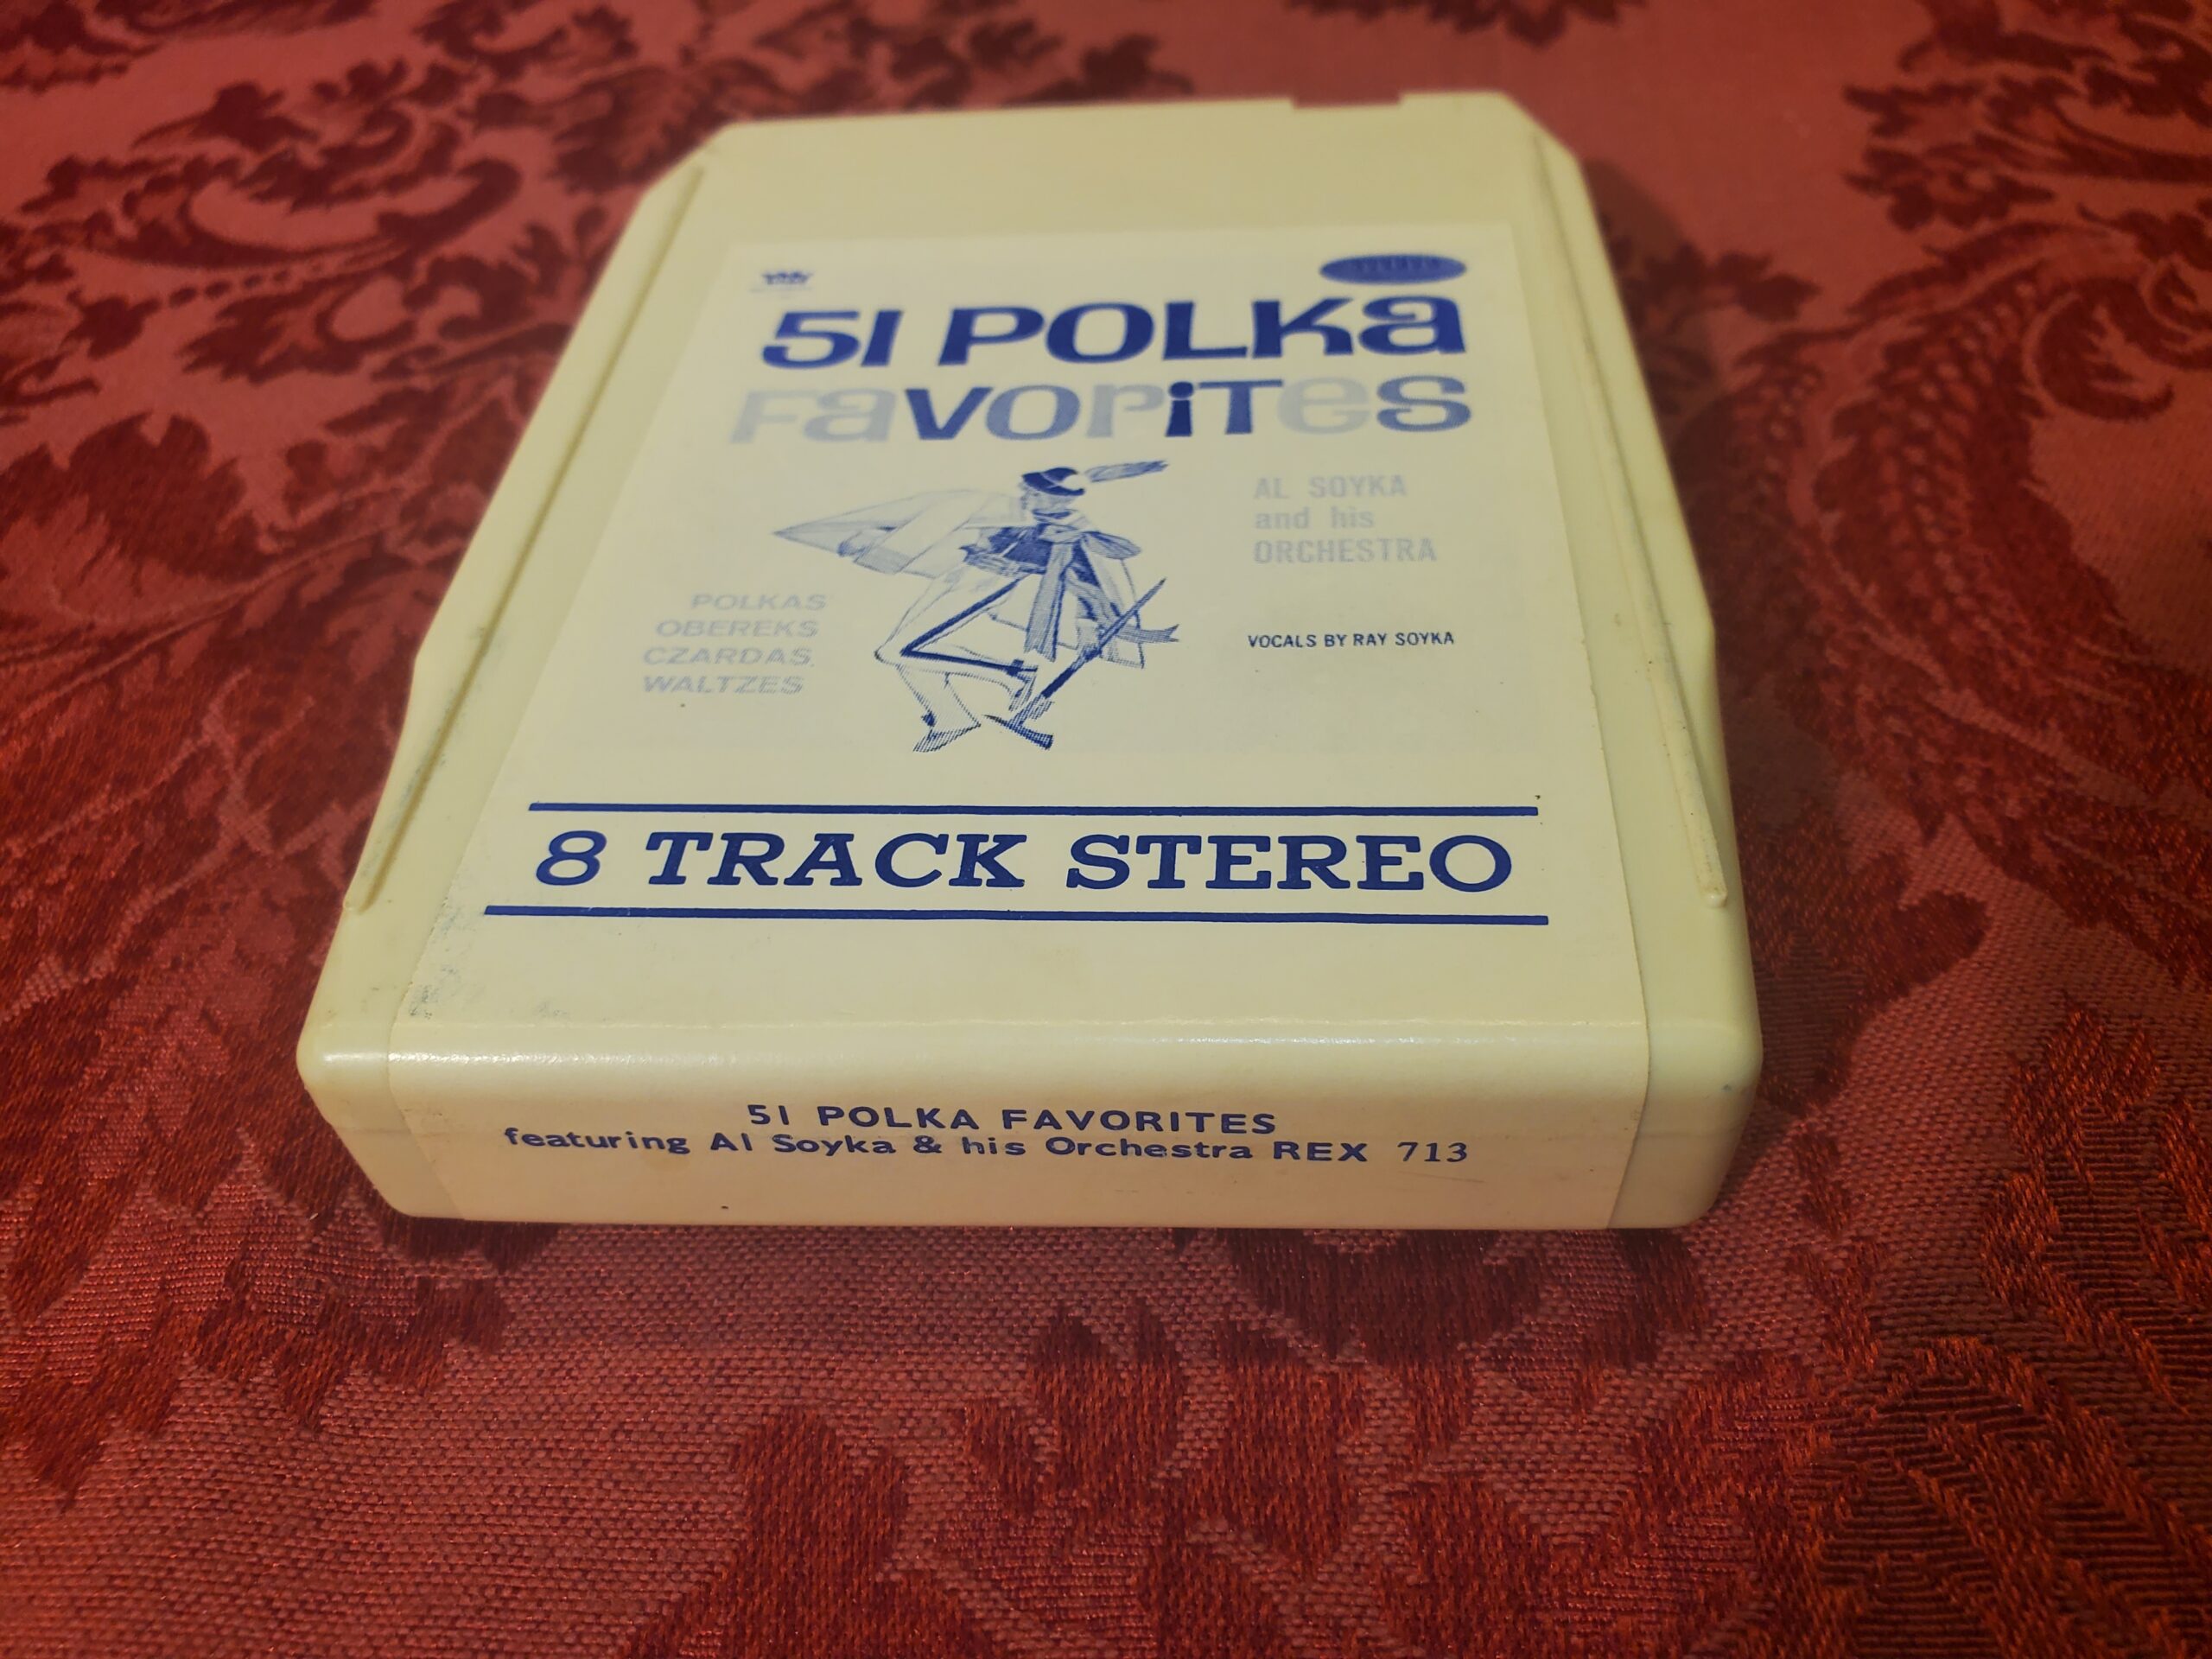 51 POLKa
FavoriTes
AL SOYKA
and his
ORCHESTRA
POLKAS
OBEREKS
CZARDAS
WALTZES
VOCALS BY RAY SOYKA
8 TRACK STEREO
51 POLKA FAVORITES
featuring Al Soyka & his Orchestra REX 713